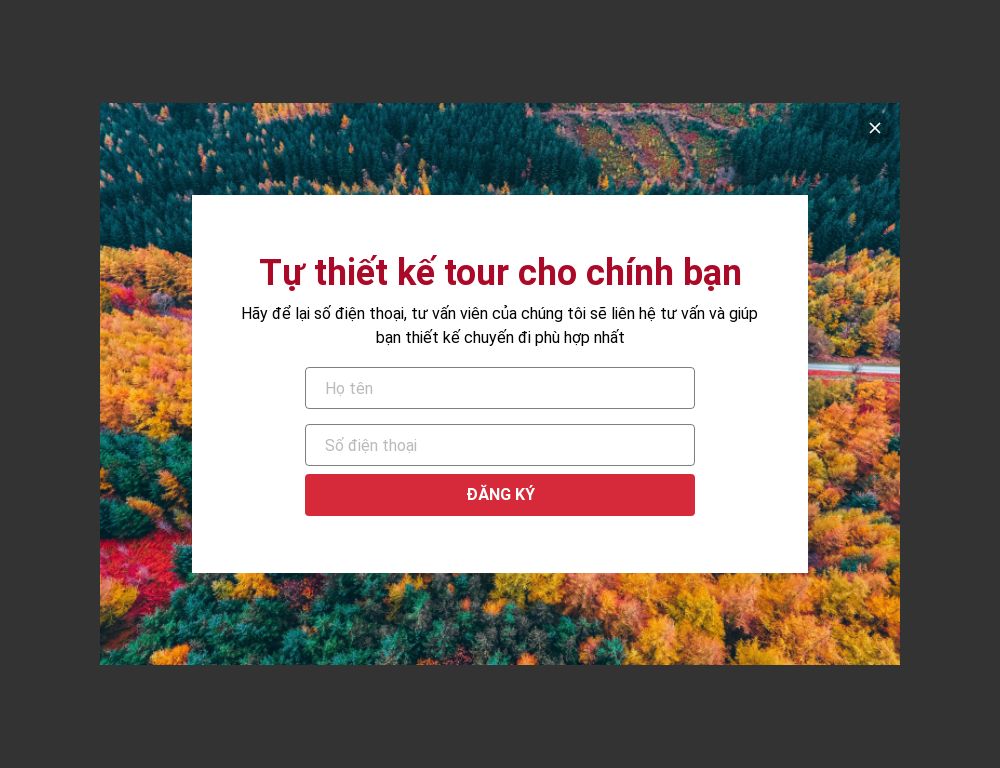 Tự thiết kế tour cho chính bạn
Hãy để lại số điện thoại, tư vấn viên của chúng tôi sẽ liên hệ tư vấn và giúp
bạn thiết kế chuyến đi phù hợp nhất
Họ tên
Số điện thoại
ĐĂNG KÝ